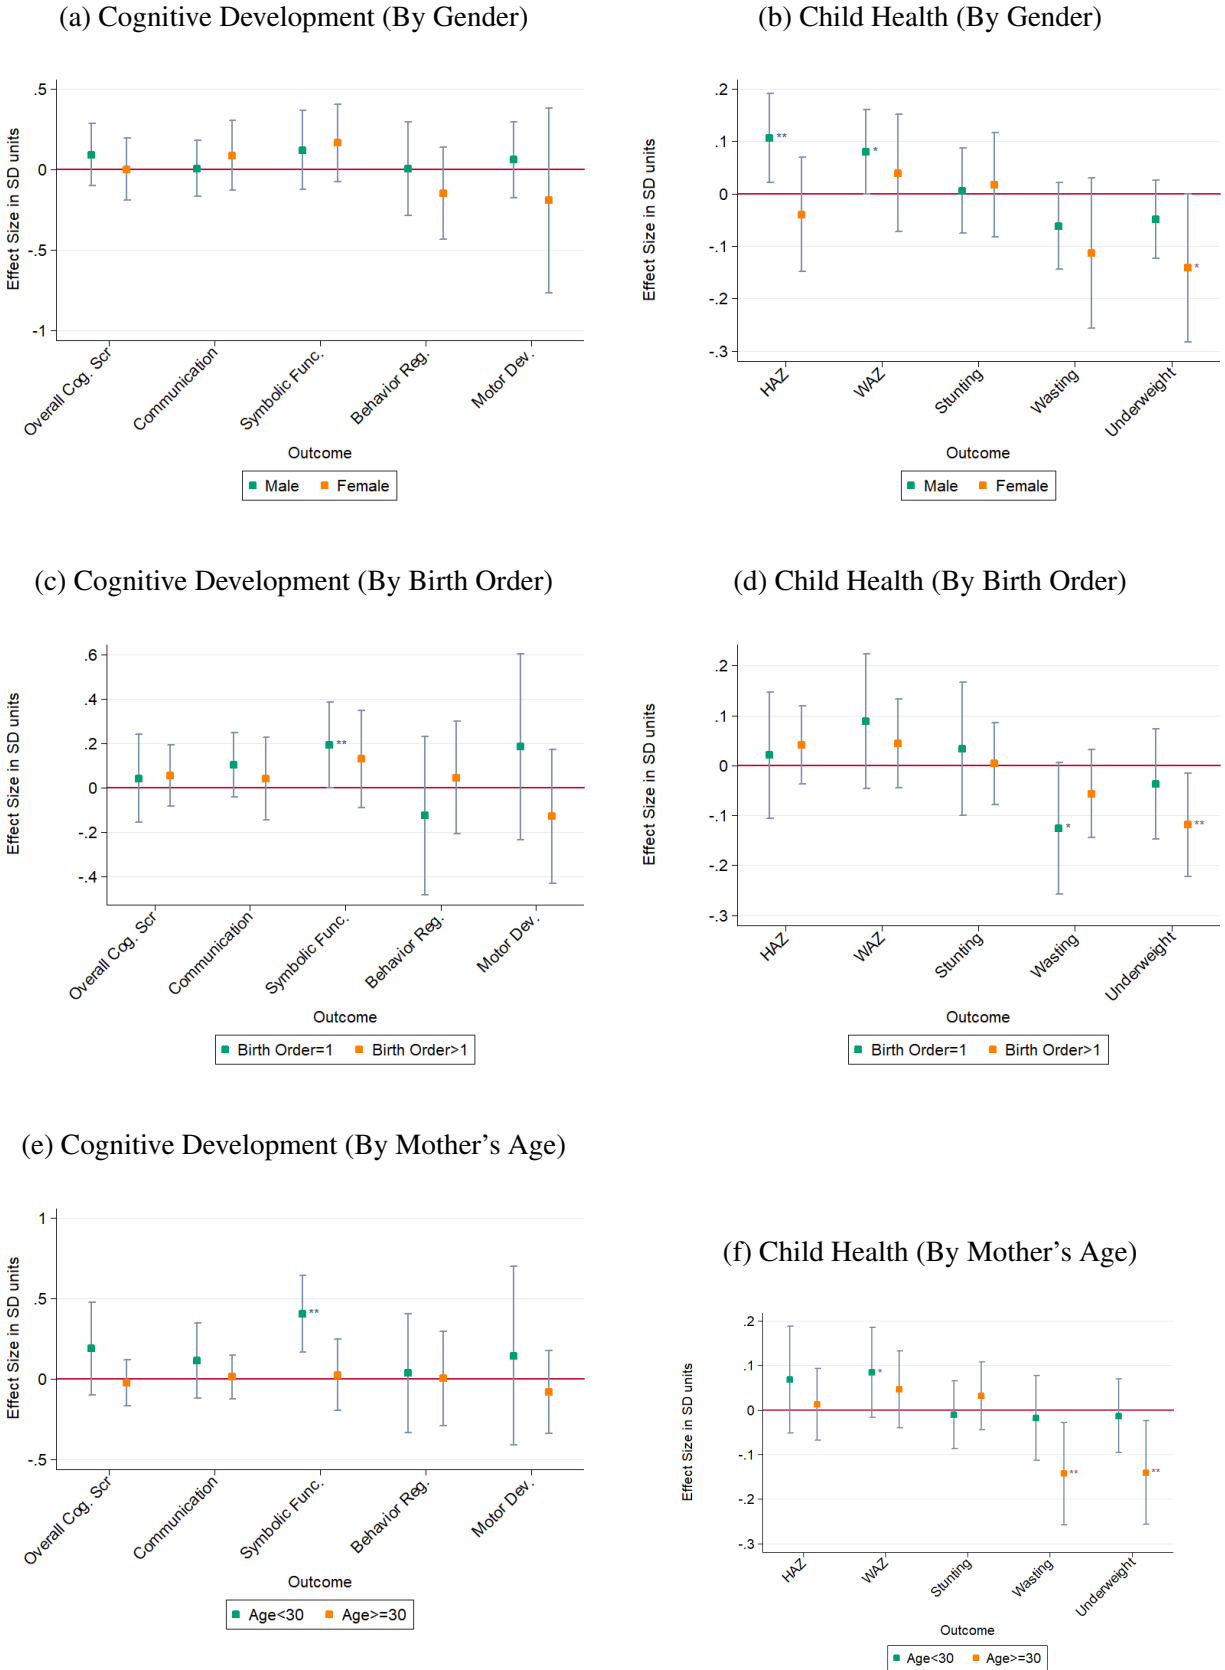 (a) Cognitive Development (By Gender)
Effect Size in SD units
.5
0
-.5
-1
**
Overall Cog. Scr
Communication
Symbolic Func.
Behavior Reg.
Motor Dev.
Outcome
Male Female
(b) Child Health (By Gender)
Effect Size in SD units
.2
.1
0
-.1
-.2
-.3
**
*
*
HAZ
WAZ
Stunting
Wasting
Underweight
Outcome
Male Female
(c) Cognitive Development (By Birth Order)
Effect Size in SD units
.6
.4
.2
0
-.2
-.4
**
Overall Cog. Scr
Communication
Symbolic Func.
Behavior Reg.
Motor Dev.
Outcome
Birth Order=1 Birth Order>1
(d) Child Health (By Birth Order)
Effect Size in SD units
.2
.1
0
-.1
-.2
-.3
*
**
HAZ
WAZ
Stunting
Wasting
Underweight
Outcome
Birth Order=1 Birth Order>1
(e) Cognitive Development (By Mother's Age)
Effect Size in SD units
1
.5
0
-.5
**
Overall Cog. Scr
Communication
Symbolic Func.
Behavior Reg.
Motor Dev.
Outcome
Age<30 Age>=30
(f) Child Health (By Mother's Age)
Effect Size in SD units
.2
.1
0
-.1
-.2
-.3
*
**
**
HAZ
WAZ
Stunting
Wasting
Underweight
Outcome
Age<30 Age>=30